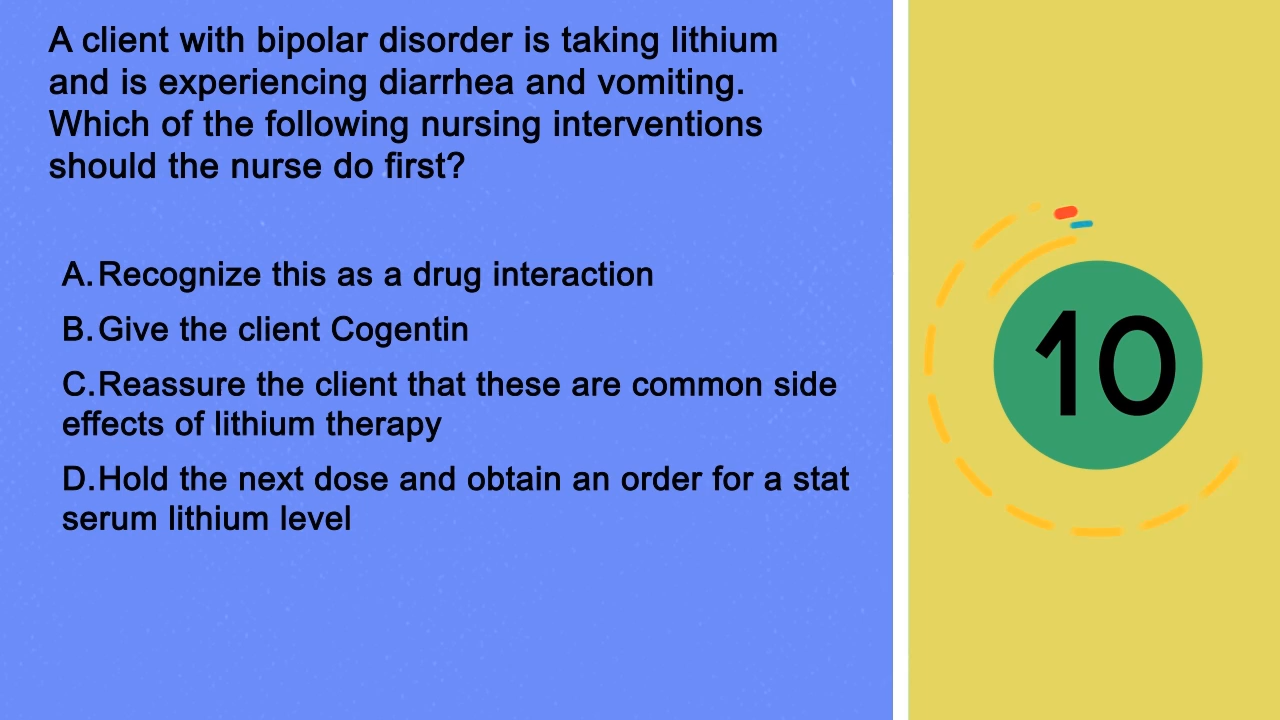 A client with bipolar disorder is taking lithium
and is experiencing diarrhea and vomiting.
Which of the following nursing interventions
should the nurse do first?
A. Recognize this as a drug interaction
B. Give the client Cogentin
C. Reassure the client that these are common side
effects of lithium therapy
D. Hold the next dose and obtain an order for a stat
serum lithium level
10